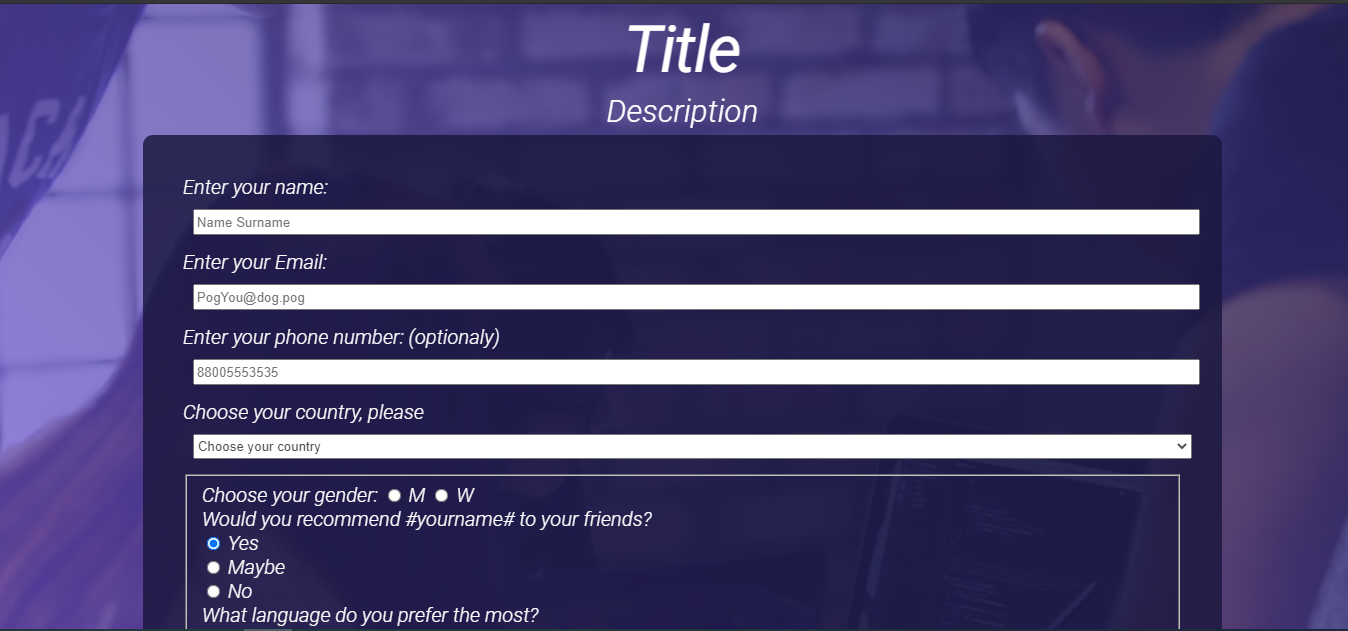 Title
Description
Enter your name:
Name Surname
Enter your Email:
PogYou@dog.pog
Enter your phone number: (optionaly)
88005553535
Choose your country, please
Choose your country
Choose your gender: M W
Would you recommend #yourname# to your friends?
Yes
Maybe
No
What language do you prefer the most?